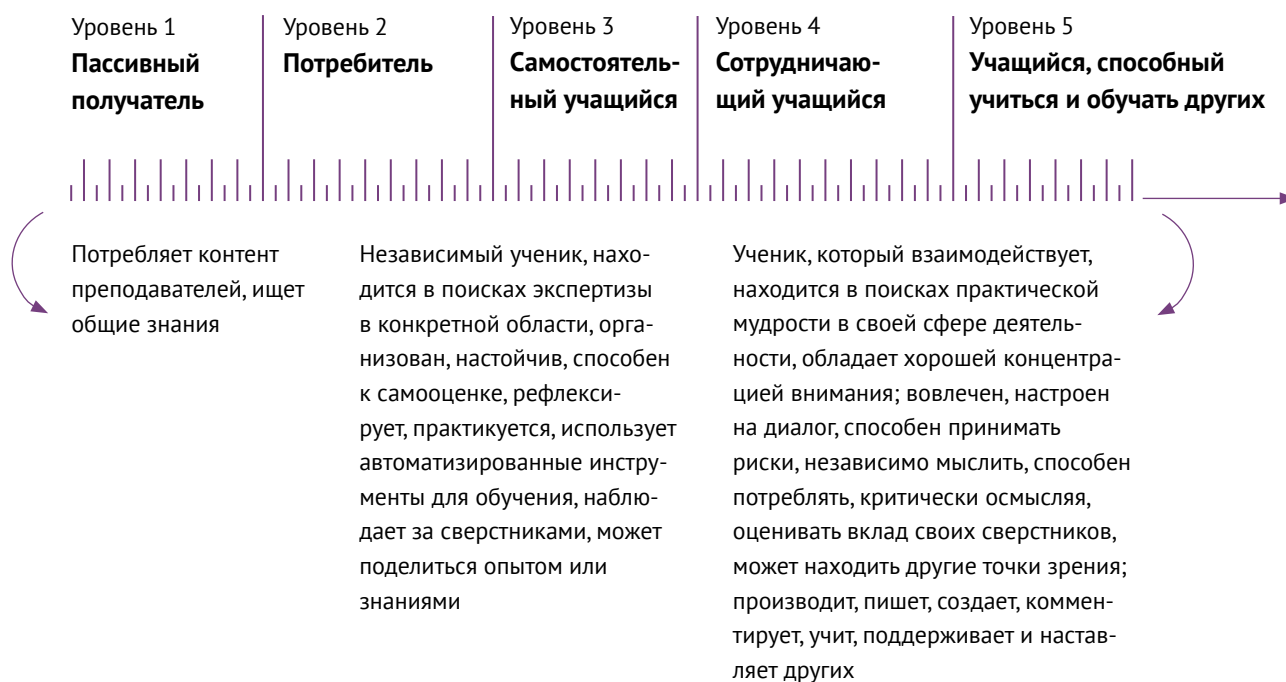 Уровень 1
Пассивный
получатель
Уровень 2
Потребитель
Уровень 3
Самостоятель-
ный учащийся
Уровень 4
Сотрудничаю-
щий учащийся
Уровень 5
Учащийся, способный
учиться и обучать других
Потребляет контент
преподавателей, ищет
общие знания
Независимый ученик, нахо-
дится в поисках экспертизы
в конкретной области, орга-
низован, настойчив, способен
к самооценке, рефлекси-
рует, практикуется, использует
автоматизированные инстру-
менты для обучения, наблю-
дает за сверстниками, может
поделиться опытом или
знаниями
Ученик, который взаимодействует,
находится в поисках практической
мудрости в своей сфере деятель-
ности, обладает хорошей концентра-
цией внимания; вовлечен, настроен
на диалог, способен принимать
риски, независимо мыслить, способен
потреблять, критически осмысляя,
оценивать вклад своих сверстников,
может находить другие точки зрения;
производит, пишет, создает, коммен-
тирует, учит, поддерживает и настав-
ляет других